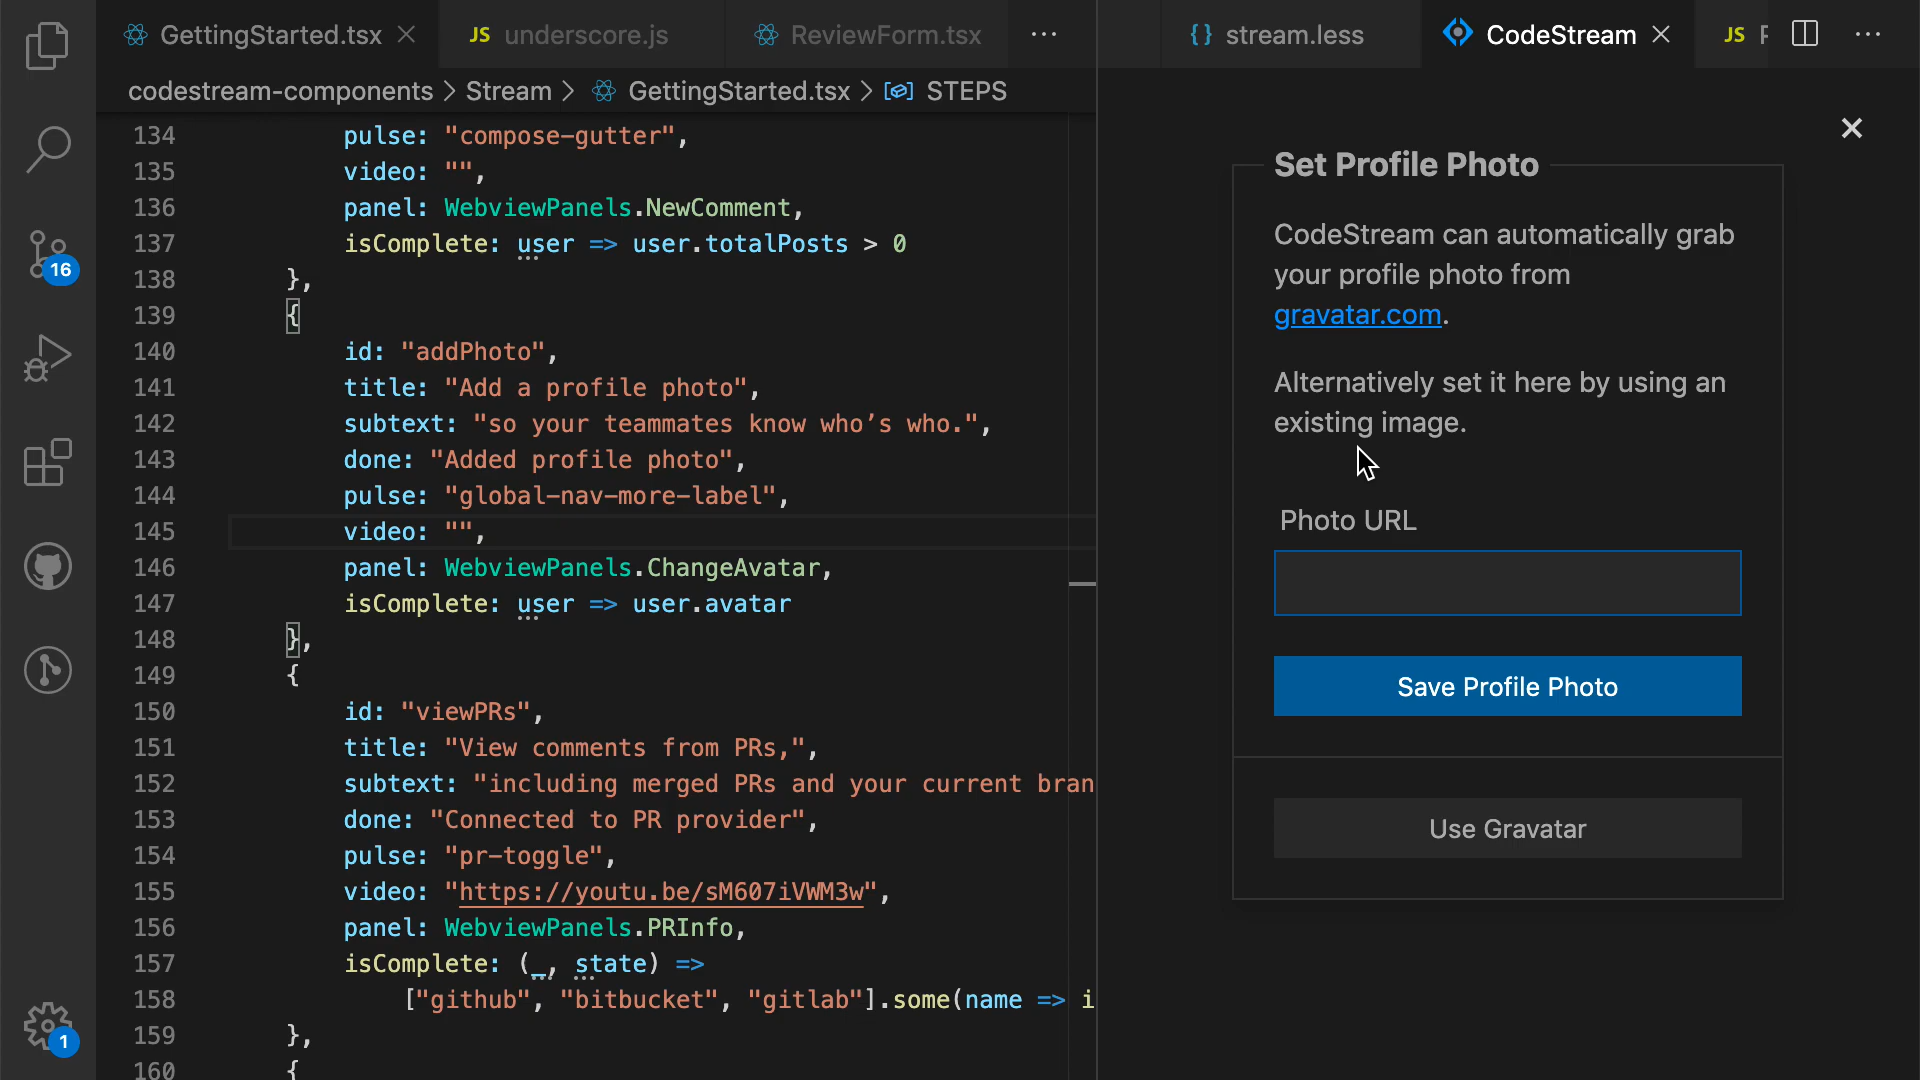 GettingStarted.tsx
JS underscore.js
ReviewForm.tsx
{} stream.less
CodeStream
JS
codestream-components > Stream > GettingStarted.tsx > STEPS
134 pulse: "compose-gutter",
135 video: "",
136 panel: WebviewPanels.NewComment,
137 isComplete: user => user.totalPosts > 0
138 },
139 {
140 id: "addPhoto",
141 title: "Add a profile photo",
142 subtext: "so your teammates know who’s who.",
143 done: "Added profile photo",
144 pulse: "global-nav-more-label",
145 video: "",
146 panel: WebviewPanels.ChangeAvatar,
147 isComplete: user => user.avatar
148 },
149 {
150 id: "viewPRs",
151 title: "View comments from PRs,",
152 subtext: "including merged PRs and your current bran
153 done: "Connected to PR provider",
154 pulse: "pr-toggle",
155 video: "https://youtu.be/sM607iVWM3w",
156 panel: WebviewPanels.PRInfo,
157 isComplete: (_, state) =>
158 ["github", "bitbucket", "gitlab"].some(name => i
159 },
160 {
16
1
Set Profile Photo
CodeStream can automatically grab
your profile photo from
gravatar.com.
Alternatively set it here by using an
existing image.
Photo URL
Save Profile Photo
Use Gravatar